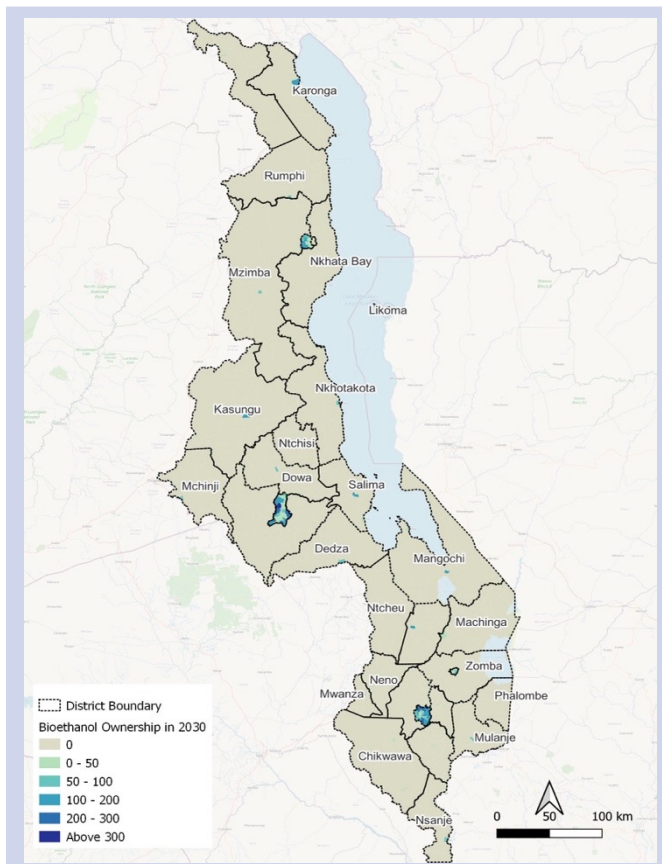 Karonga
Rumphi
Mzimba
Nkhata Bay
Likoma
Nkhotakota
Kasungu
Ntchisi
Dowa
Mchinji
Salima
Dedza
Mangochi
Ntcheu
Machinga
Zomba
Neno
Mwanza
Phalombe
Mulanje
Chikwawa
Nsanje
District Boundary
Bioethanol Ownership in 2030
0
0 - 50
50 - 100
100 - 200
200 - 300
Above 300
0 50 100 km